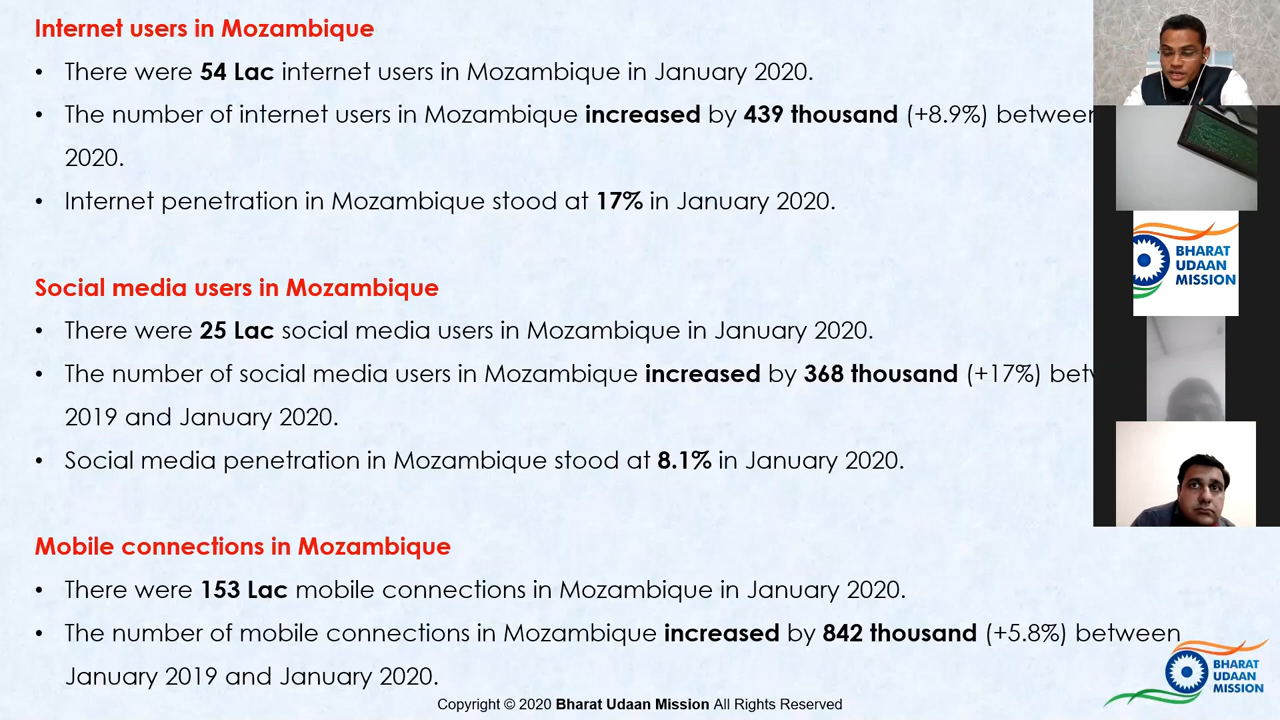 Internet users in Mozambique
• There were 54 Lac internet users in Mozambique in January 2020.
• The number of internet users in Mozambique increased by 439 thousand (+8.9%) between
2020.
• Internet penetration in Mozambique stood at 17% in January 2020.
Social media users in Mozambique
• There were 25 Lac social media users in Mozambique in January 2020.
• The number of social media users in Mozambique increased by 368 thousand (+17%)
2019 and January 2020.
• Social media penetration in Mozambique stood at 8.1% in January 2020.
Mobile connections in Mozambique
• There were 153 Lac mobile connections in Mozambique in January 2020.
• The number of mobile connections in Mozambique increased by 842 thousand (+5.8%) between
January 2019 and January 2020.
Copyright © 2020 Bharat Udaan Mission All Rights Reserved
BHARAT
UDAAN
MISSION
BHARAT
UDAAN
MISSION